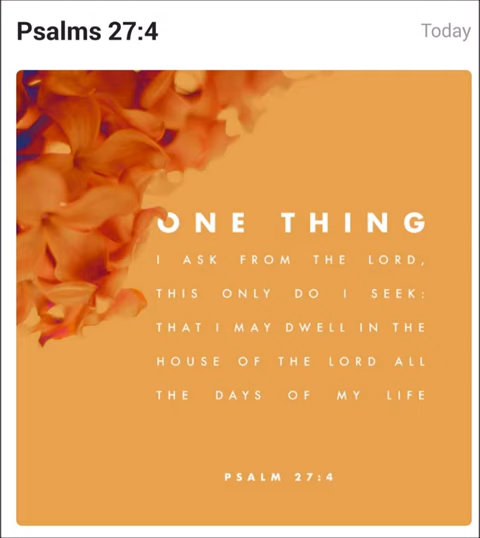 Psalms 27:4
Today
ONE THING
I ASK FROM THE LORD,
THIS ONLY DO I SEEK:
THAT I MAY DWELL IN THE
HOUSE OF THE LORD ALL
THE DAYS OF MY LIFE
PSALM 27:4